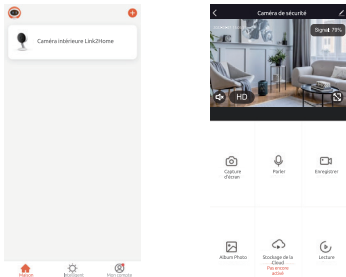 Caméra intérieure Link2Home
Maison
Intelligent
Mon compte
Caméra de sécurité
Signal: 79%
HD
Capture
d'écran
Parler
Enregistrer
Album Photo
Stockage de la
Cloud
Pas encore
activé
Lecture